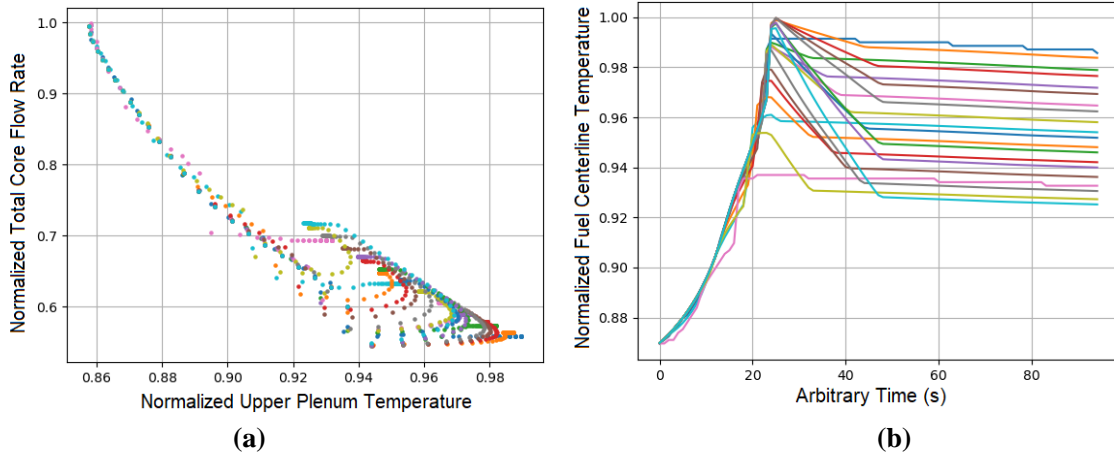 1.0
0.9
0.8
0.7
0.6
Normalized Total Core Flow Rate
0.86 0.88 0.90 0.92 0.94 0.96 0.98
Normalized Upper Plenum Temperature
(a)
1.00
0.98
0.96
0.94
0.92
0.90
0.88
Normalized Fuel Centerline Temperature
0 20 40 60 80
Arbitrary Time (s)
(b)